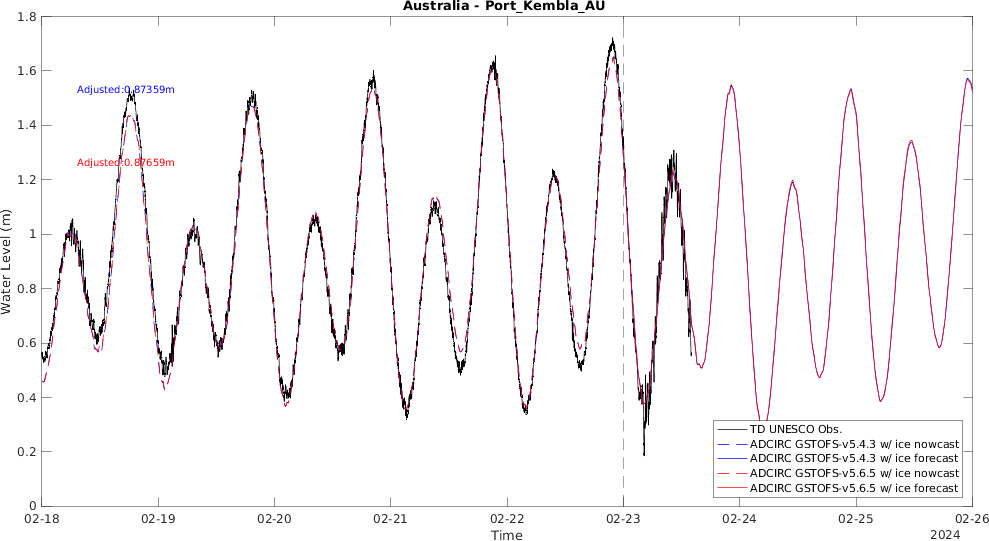 Australia - Port_Kembla_AU
1.8
1.6
1.4
1.2
1
0.8
0.6
0.4
0.2
0
Water Level (m)
Adjusted:0.87359m
Adjusted:0.87659m
TD UNESCO Obs.
ADCIRC GSTOFS-v5.4.3 w/ ice nowcast
ADCIRC GSTOFS-v5.4.3 w/ ice forecast
ADCIRC GSTOFS-v5.6.5 w/ ice nowcast
ADCIRC GSTOFS-v5.6.5 w/ ice forecast
02-18 02-19 02-20 02-21 02-22 02-23 02-24 02-25 02-26
Time
2024